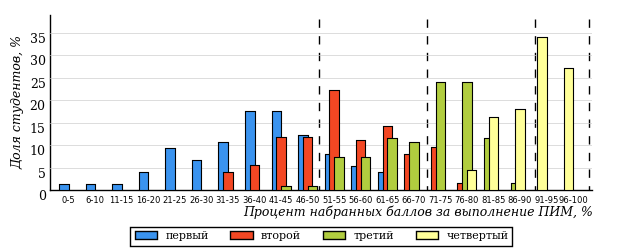 Доля студентов, %
35
30
25
20
15
10
5
0
0-5 6-10 11-15 16-20 21-25 26-30 31-35 36-40 41-45 46-50 51-55 56-60 61-65 66-70 71-75 76-80 81-85 86-90 91-95 96-100
Процент набранных баллов за выполнение ПИМ, %
первый второй третий четвертый